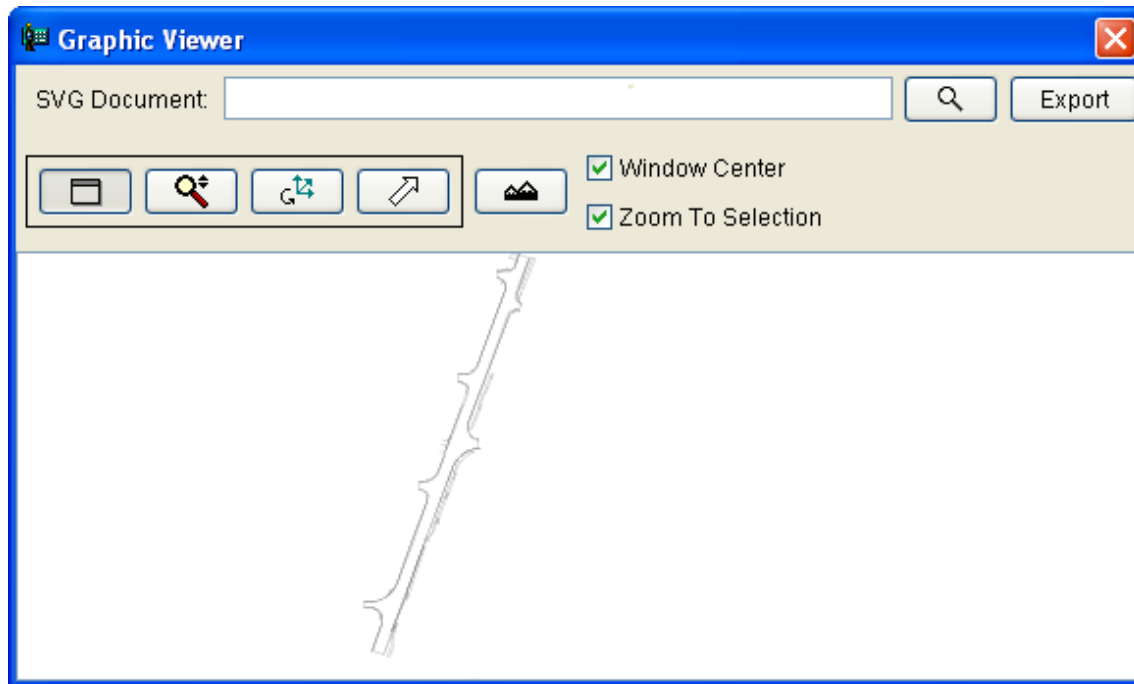 Graphic Viewer
SVG Document:
Export
Window Center
Zoom To Selection